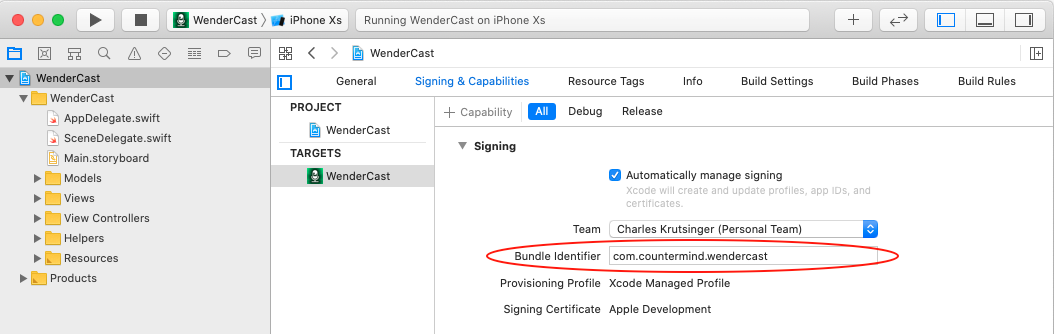 WenderCast iPhone Xs Running WenderCast on iPhone Xs
WenderCast
WenderCast
WenderCast
AppDelegate.swift
SceneDelegate.swift
Main.storyboard
Models
Views
View Controllers
Helpers
Resources
Products
General Signing & Capabilities Resource Tags Info Build Settings Build Phases Build Rules
PROJECT
WenderCast
TARGETS
WenderCast
Capability All Debug Release
Signing
Automatically manage signing
Xcode will create and update profiles, app IDs, and
certificates.
Team Charles Krutsinger (Personal Team)
Bundle Identifier com.countermind.wendercast
Provisioning Profile Xcode Managed Profile
Signing Certificate Apple Development